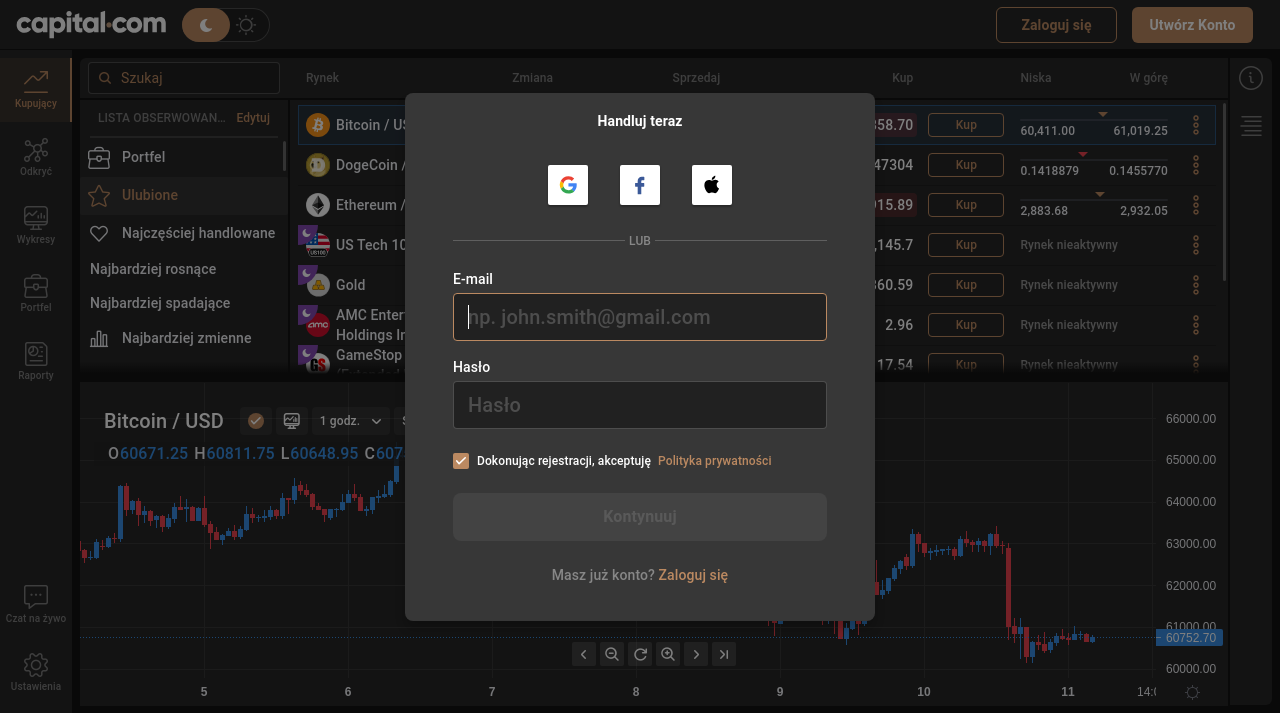 capital.com
Zaloguj się
Utwórz Konto
Kupujący
Odkryć
Wykresy
Portfel
Raporty
Czat na żywo
Ustawienia
Szukaj
LISTA OBSERWOWAN... Edytuj
Portfel
Ulubione
Najczęściej handlowane
Najbardziej rosnące
Najbardziej spadające
Najbardziej zmienne
Rynek Zmiana Sprzedaj Kup Niska W górę
Bitcoin / US 58.70 Kup 60,411.00 61,019.25
DogeCoin / 47304 Kup 0.1418879 0.1455770
Ethereum / 915.89 Kup 2,883.68 2,932.05
US Tech 10 ,145.7 Kup Rynek nieaktywny
Gold 60.59 Kup Rynek nieaktywny
AMC Enter
Holdings In 2.96 Kup Rynek nieaktywny
GameStop 17.54 Kup Rynek nieaktywny
Handluj teraz
LUB
E-mail
np. john.smith@gmail.com
Hasło
Hasło
Dokonując rejestracji, akceptuję Polityka prywatności
Kontynuuj
Masz już konto? Zaloguj się
Bitcoin / USD 1 godz.
O60671.25 H60811.75 L60648.95 C607
66000.00
65000.00
64000.00
63000.00
62000.00
61000.00
60752.70
60000.00
5 6 7 8 9 10 11 14: